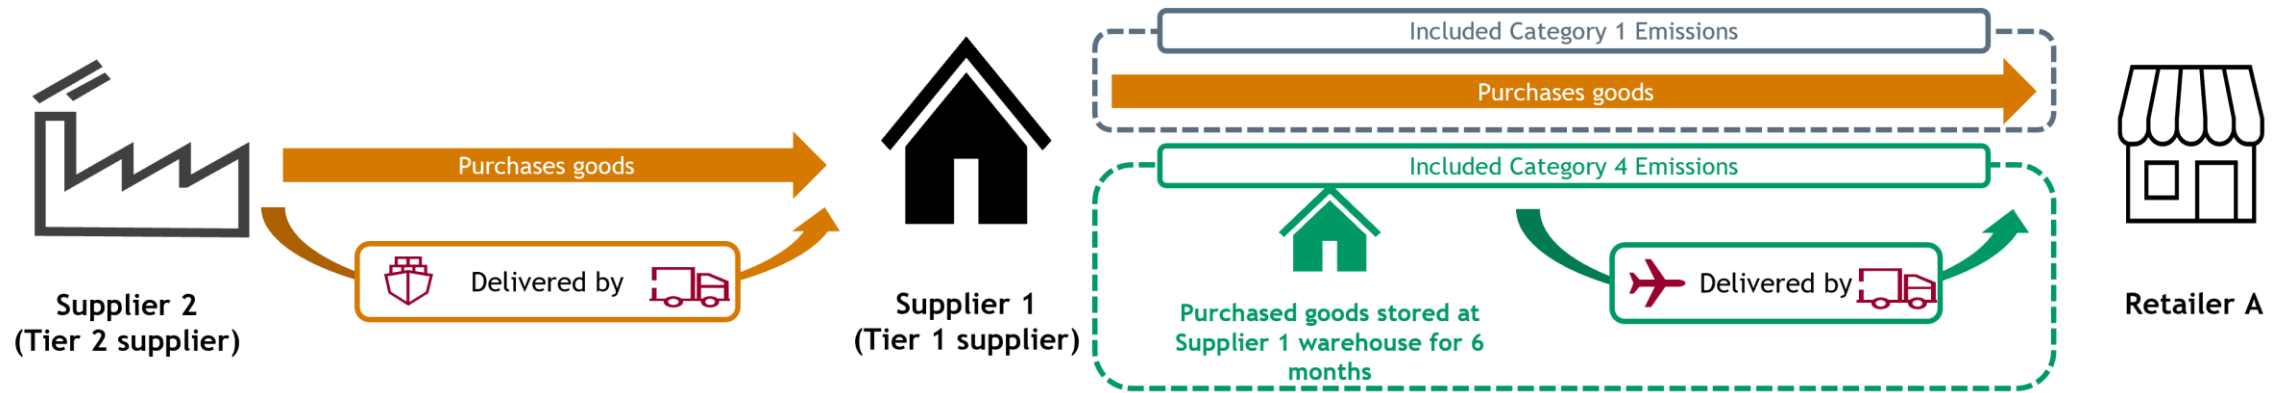 Included Category 1 Emissions
Purchases goods
Purchases goods
Included Category 4 Emissions
Delivered by
Delivered by
Supplier 2
(Tier 2 supplier)
Supplier 1
(Tier 1 supplier)
Purchased goods stored at
Supplier 1 warehouse for 6
months
Retailer A